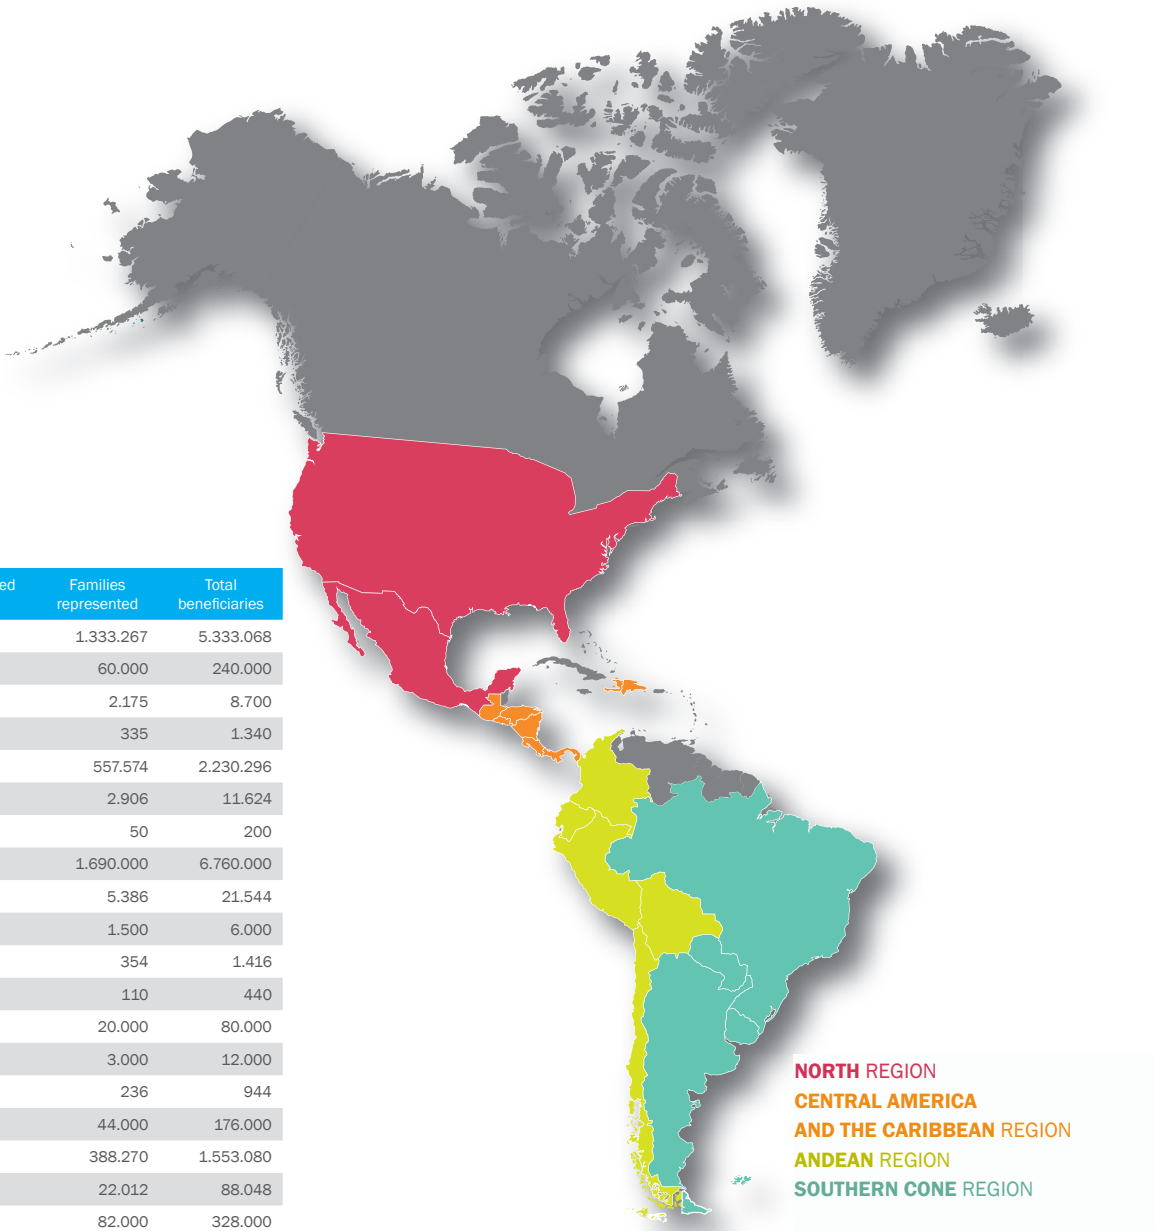 ed Families Total
represented beneficiaries
1.333.267 5.333.068
60.000 240.000
2.175 8.700
335 1.340
557.574 2.230.296
2.906 11.624
50 200
1.690.000 6.760.000
5.386 21.544
1.500 6.000
354 1.416
110 440
20.000 80.000
3.000 12.000
236 944
44.000 176.000
388.270 1.553.080
22.012 88.048
82.000 328.000
NORTH REGION
CENTRAL AMERICA
AND THE CARIBBEAN REGION
ANDEAN REGION
SOUTHERN CONE REGION